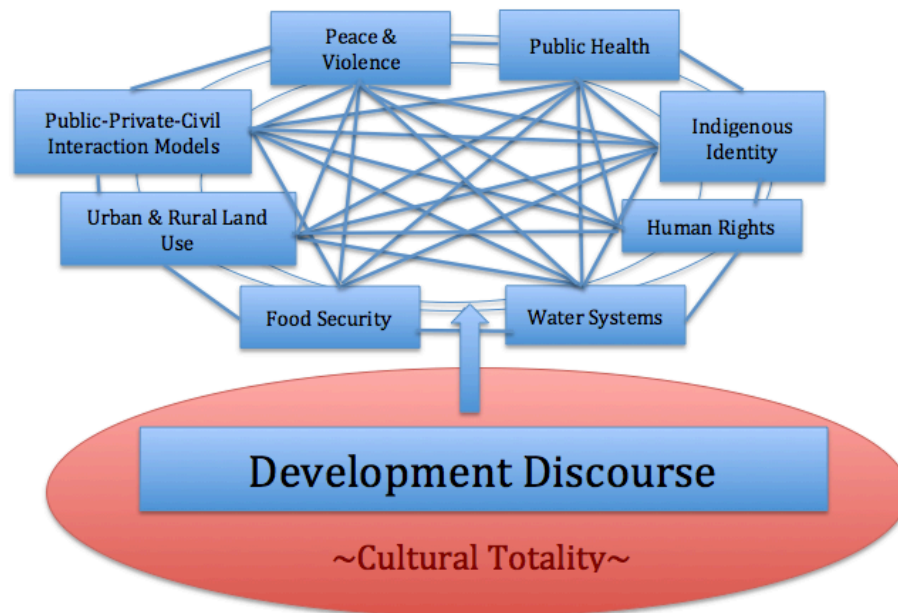 Peace &
Violence
Public Health
Public-Private-Civil
Interaction Models
Indigenous
Identity
Urban & Rural Land
Use
Human Rights
Food Security
Water Systems
Development Discourse
~Cultural Totality~